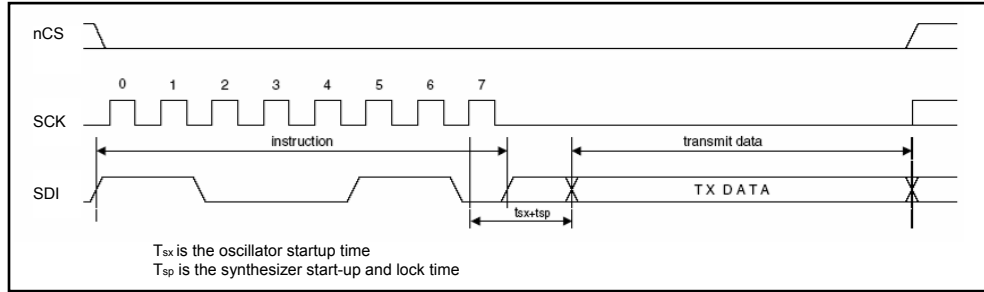 nCS
0 1 2 3 4 5 6 7
SCK
instruction
transmit data
SDI
TX DATA
tsx+tsp
Tsx is the oscillator startup time
Tsp is the synthesizer start-up and lock time